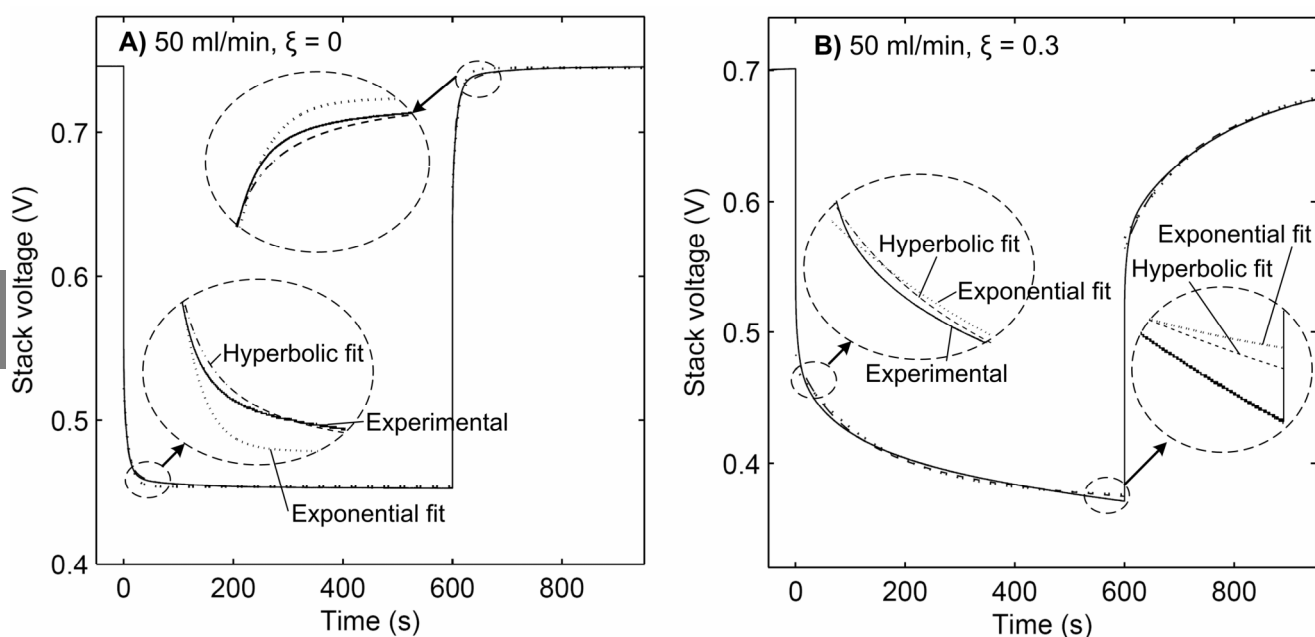 A) 50 ml/min, ξ = 0
Stack voltage (V)
0.7
0.6
0.5
0.4
Hyperbolic fit
Experimental
Exponential fit
0
200
400
600
800
Time (s)
B) 50 ml/min, ξ = 0.3
Stack voltage (V)
0.7
0.6
0.5
0.4
Hyperbolic fit
Exponential fit
Experimental
Exponential fit
Hyperbolic fit
0
200
400
600
800
Time (s)